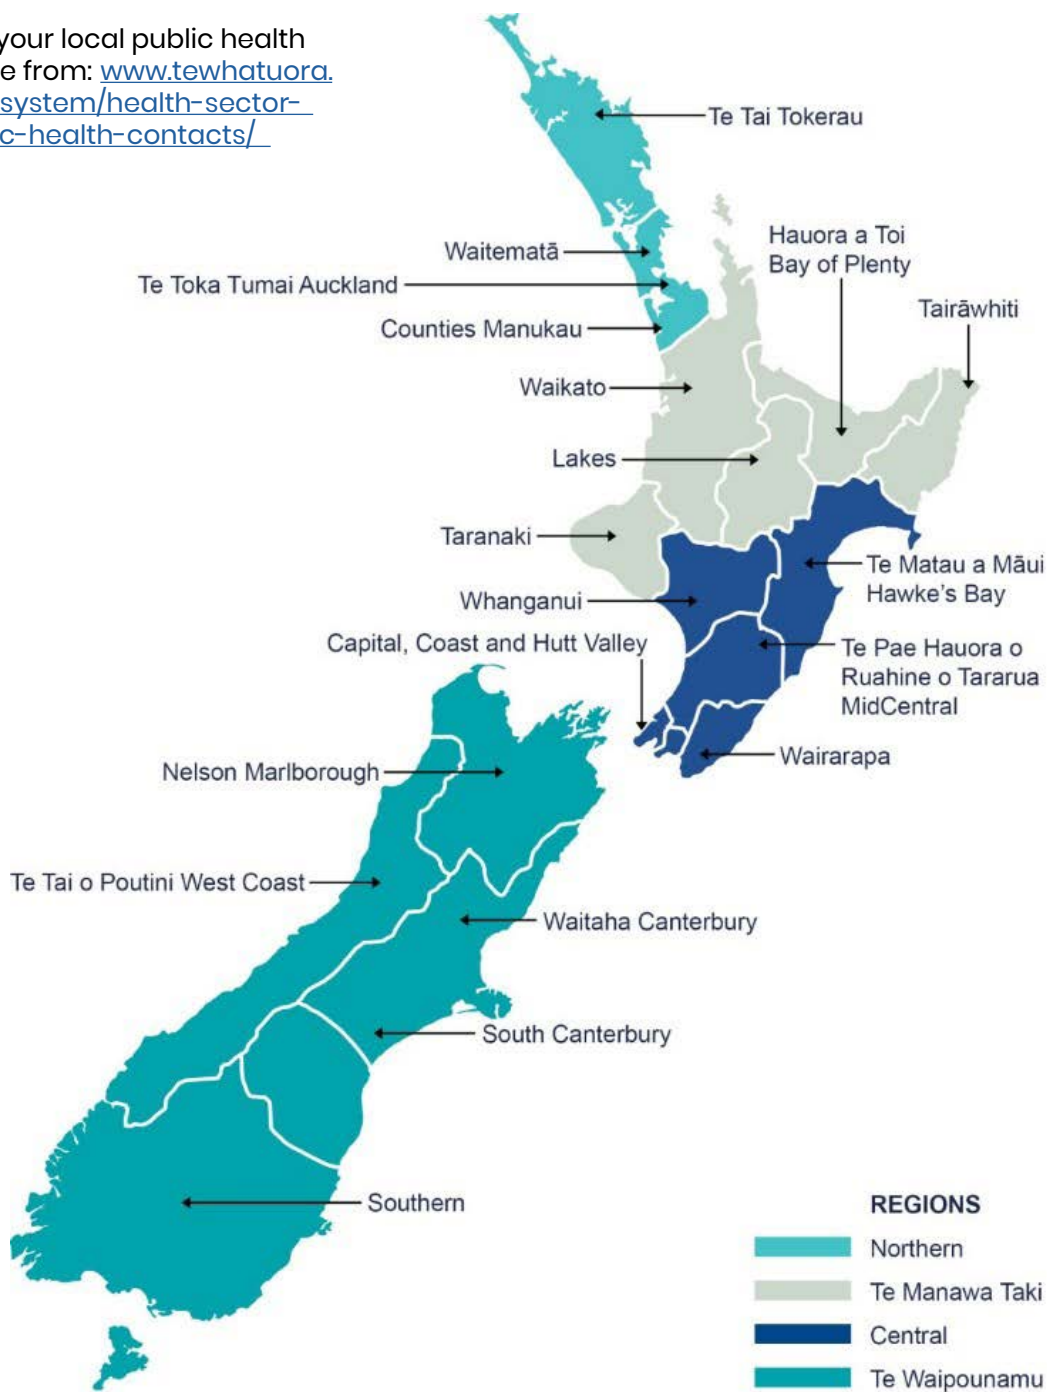 your local public health
e from: www.tewhatuora.
system/health-sector-
c-health-contacts/
Te Tai Tokerau
Waitematā
Hauora a Toi
Bay of Plenty
Te Toka Tumai Auckland
Tairāwhiti
Counties Manukau
Waikato
Lakes
Taranaki
Te Matau a Māui
Hawke's Bay
Whanganui
Capital, Coast and Hutt Valley
Te Pae Hauora o
Ruahine o Tararua
MidCentral
Wairarapa
Nelson Marlborough
Te Tai o Poutini West Coast
Waitaha Canterbury
South Canterbury
Southern
REGIONS
Northern
Te Manawa Taki
Central
Te Waipounamu